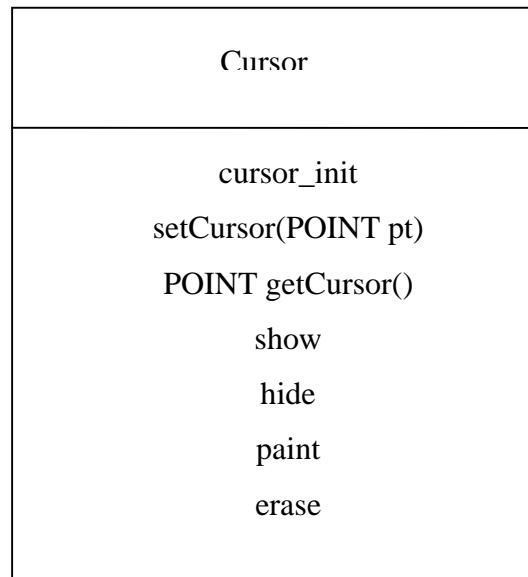 Cursor
cursor_init
setCursor(POINT pt)
POINT getCursor()
show
hide
paint
erase